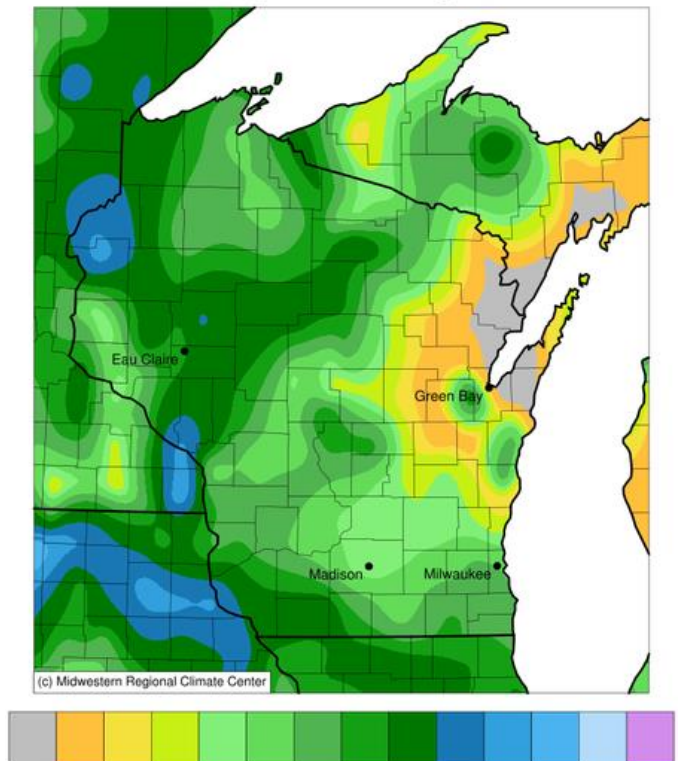 Eau Claire
Green Bay
Madison
Milwaukee
(c) Midwestern Regional Climate Center